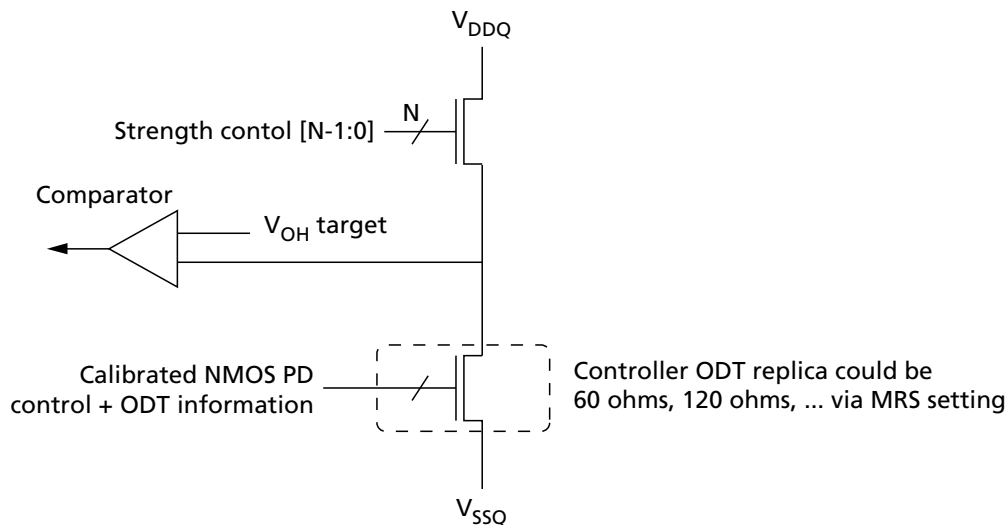 VDDQ
N
Strength contol [N-1:0]
Comparator
VOH target
Calibrated NMOS PD
control + ODT information
Controller ODT replica could be
60 ohms, 120 ohms, ... via MRS setting
VSSQ